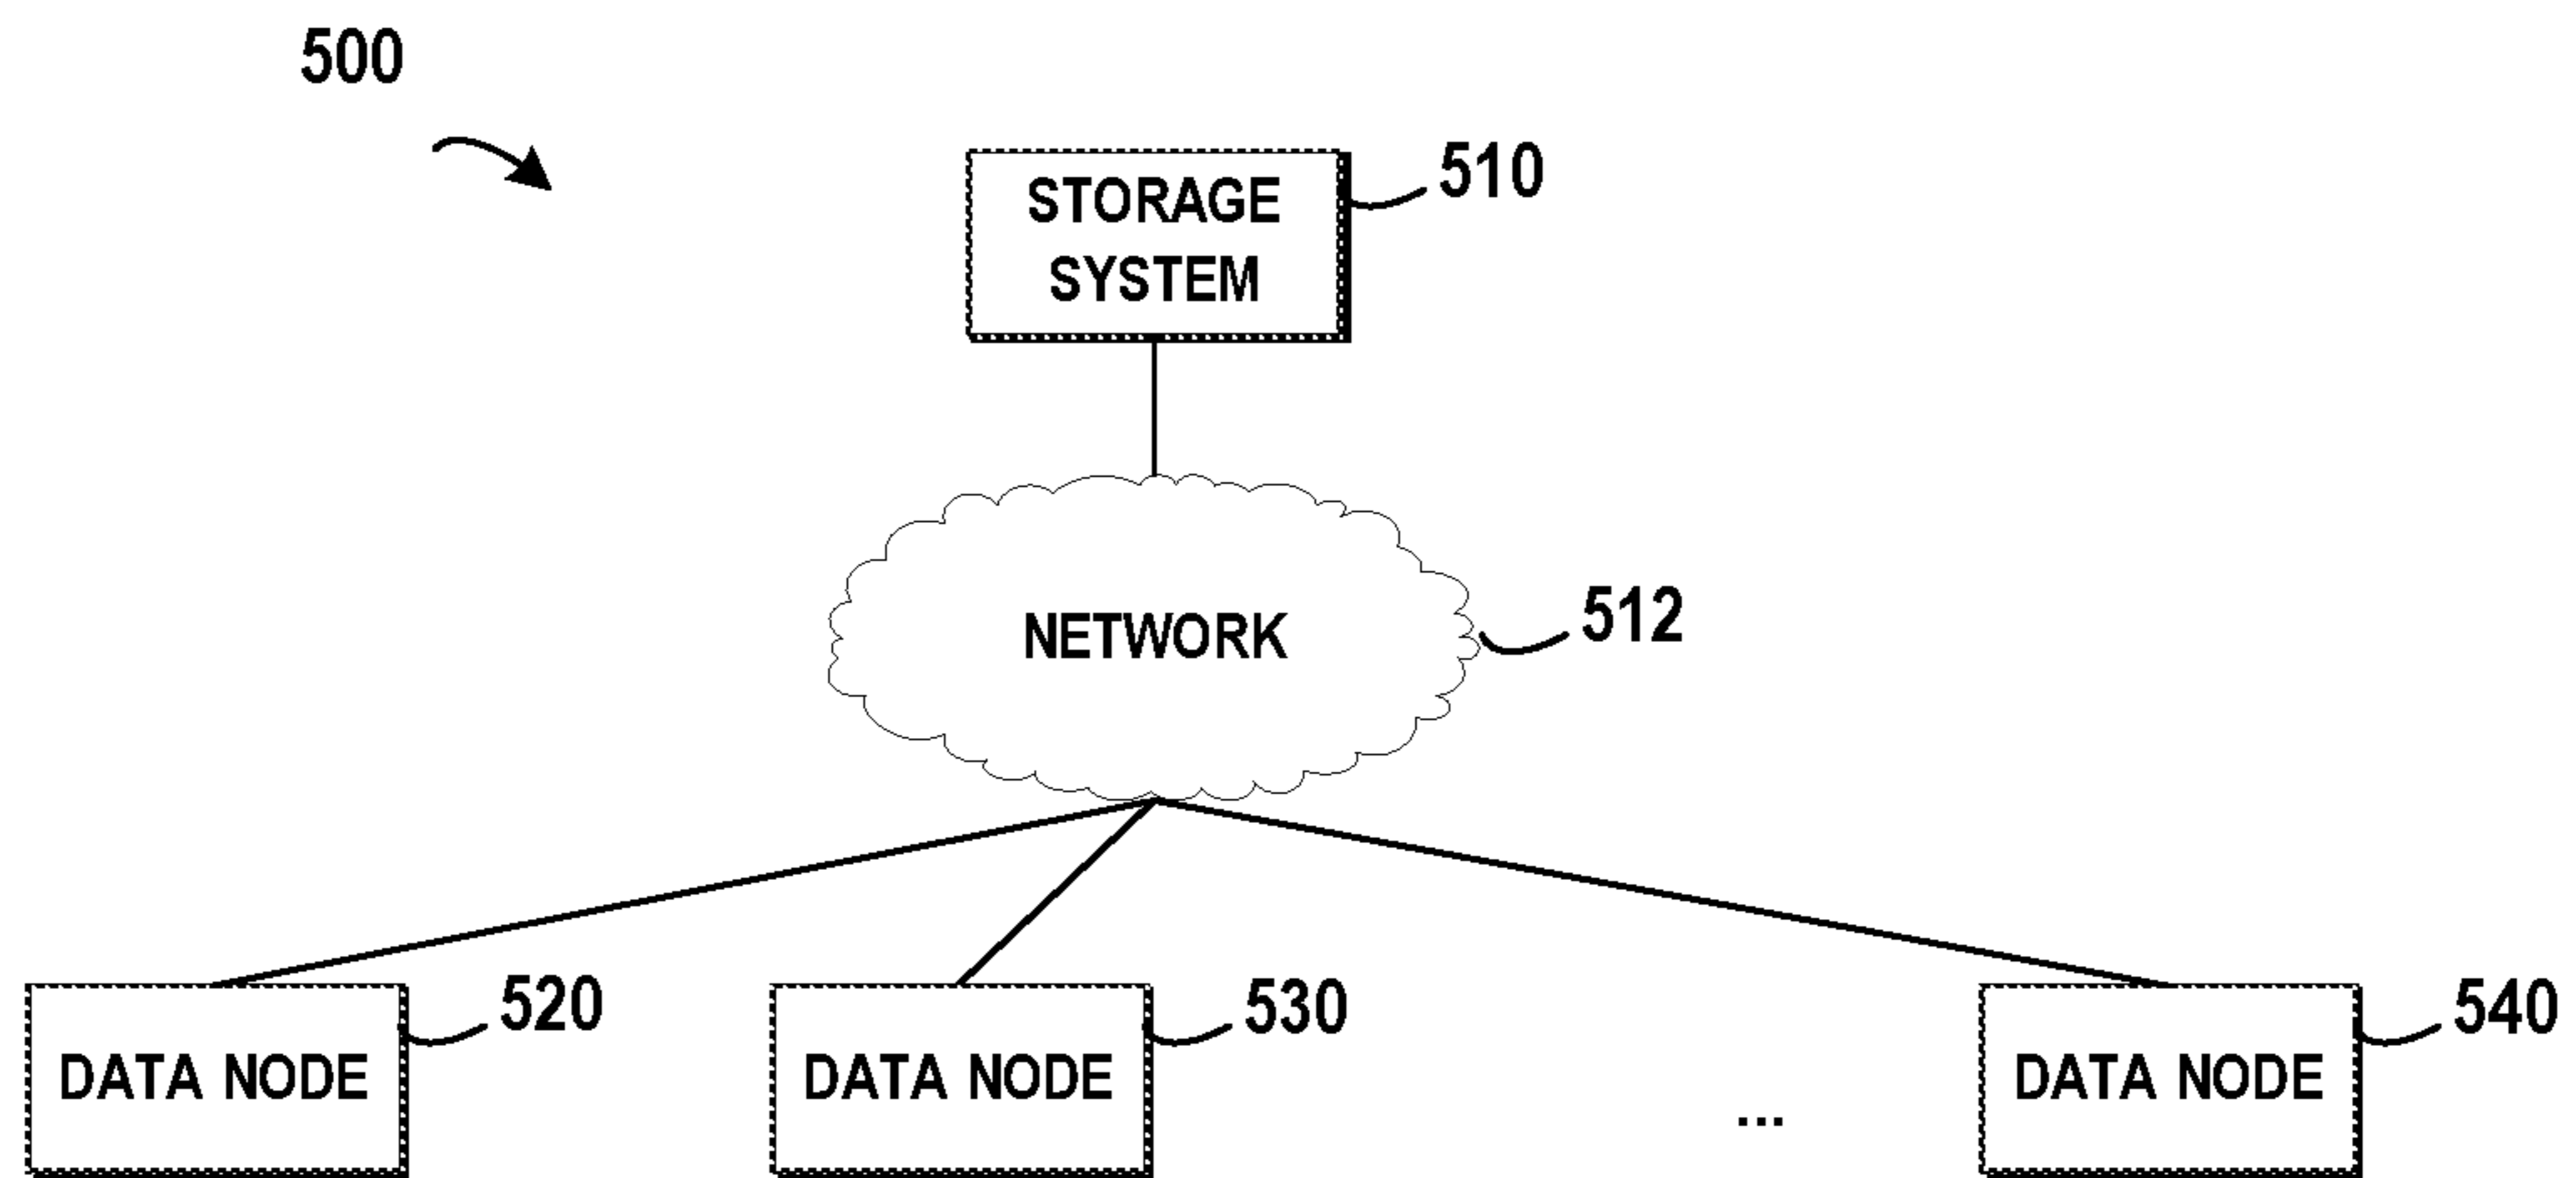 500
STORAGE
SYSTEM
510
NETWORK
512
DATA NODE
520
DATA NODE
530
...
DATA NODE
540